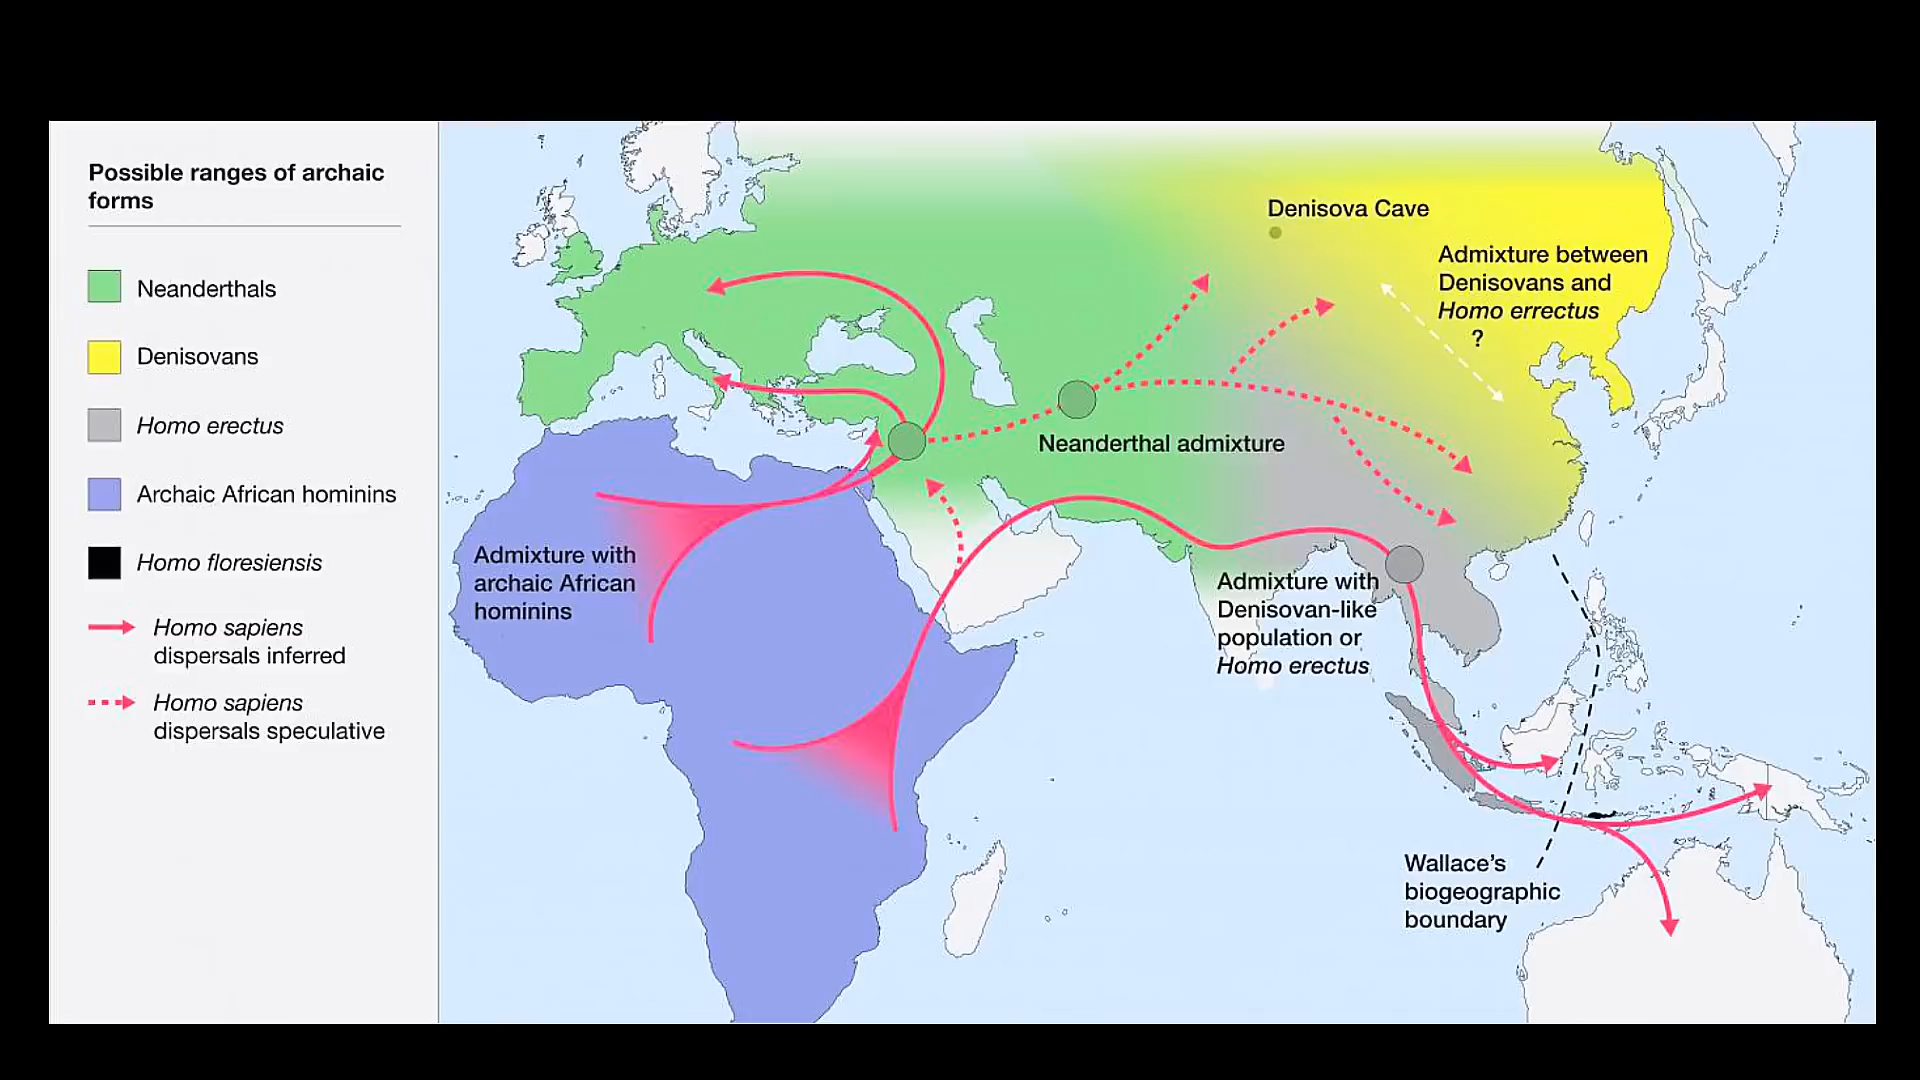 Possible ranges of archaic
forms
Neanderthals
Denisovans
Homo erectus
Archaic African hominins
Homo floresiensis
Homo sapiens
dispersals inferred
Homo sapiens
dispersals speculative
Denisova Cave
Admixture between
Denisovans and
Homo errectus
?
Neanderthal admixture
Admixture with
archaic African
hominins
Admixture with
Denisovan-like
population or
Homo erectus
Wallace’s
biogeographic
boundary